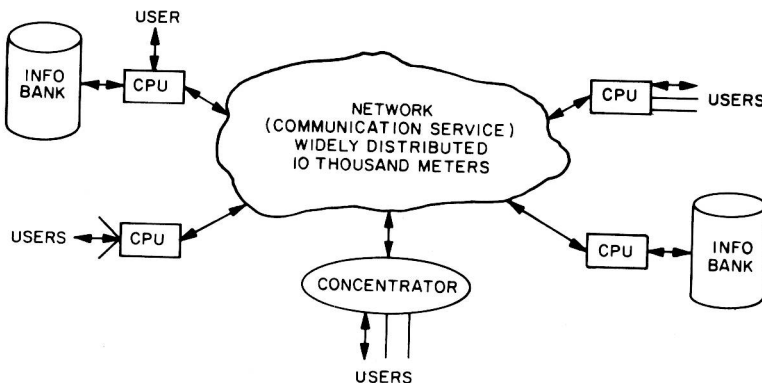 USER
INFO
BANK
CPU
NETWORK
(COMMUNICATION SERVICE)
WIDELY DISTRIBUTED
10 THOUSAND METERS
CPU
USERS
USERS
CPU
CPU
INFO
BANK
CONCENTRATOR
USERS